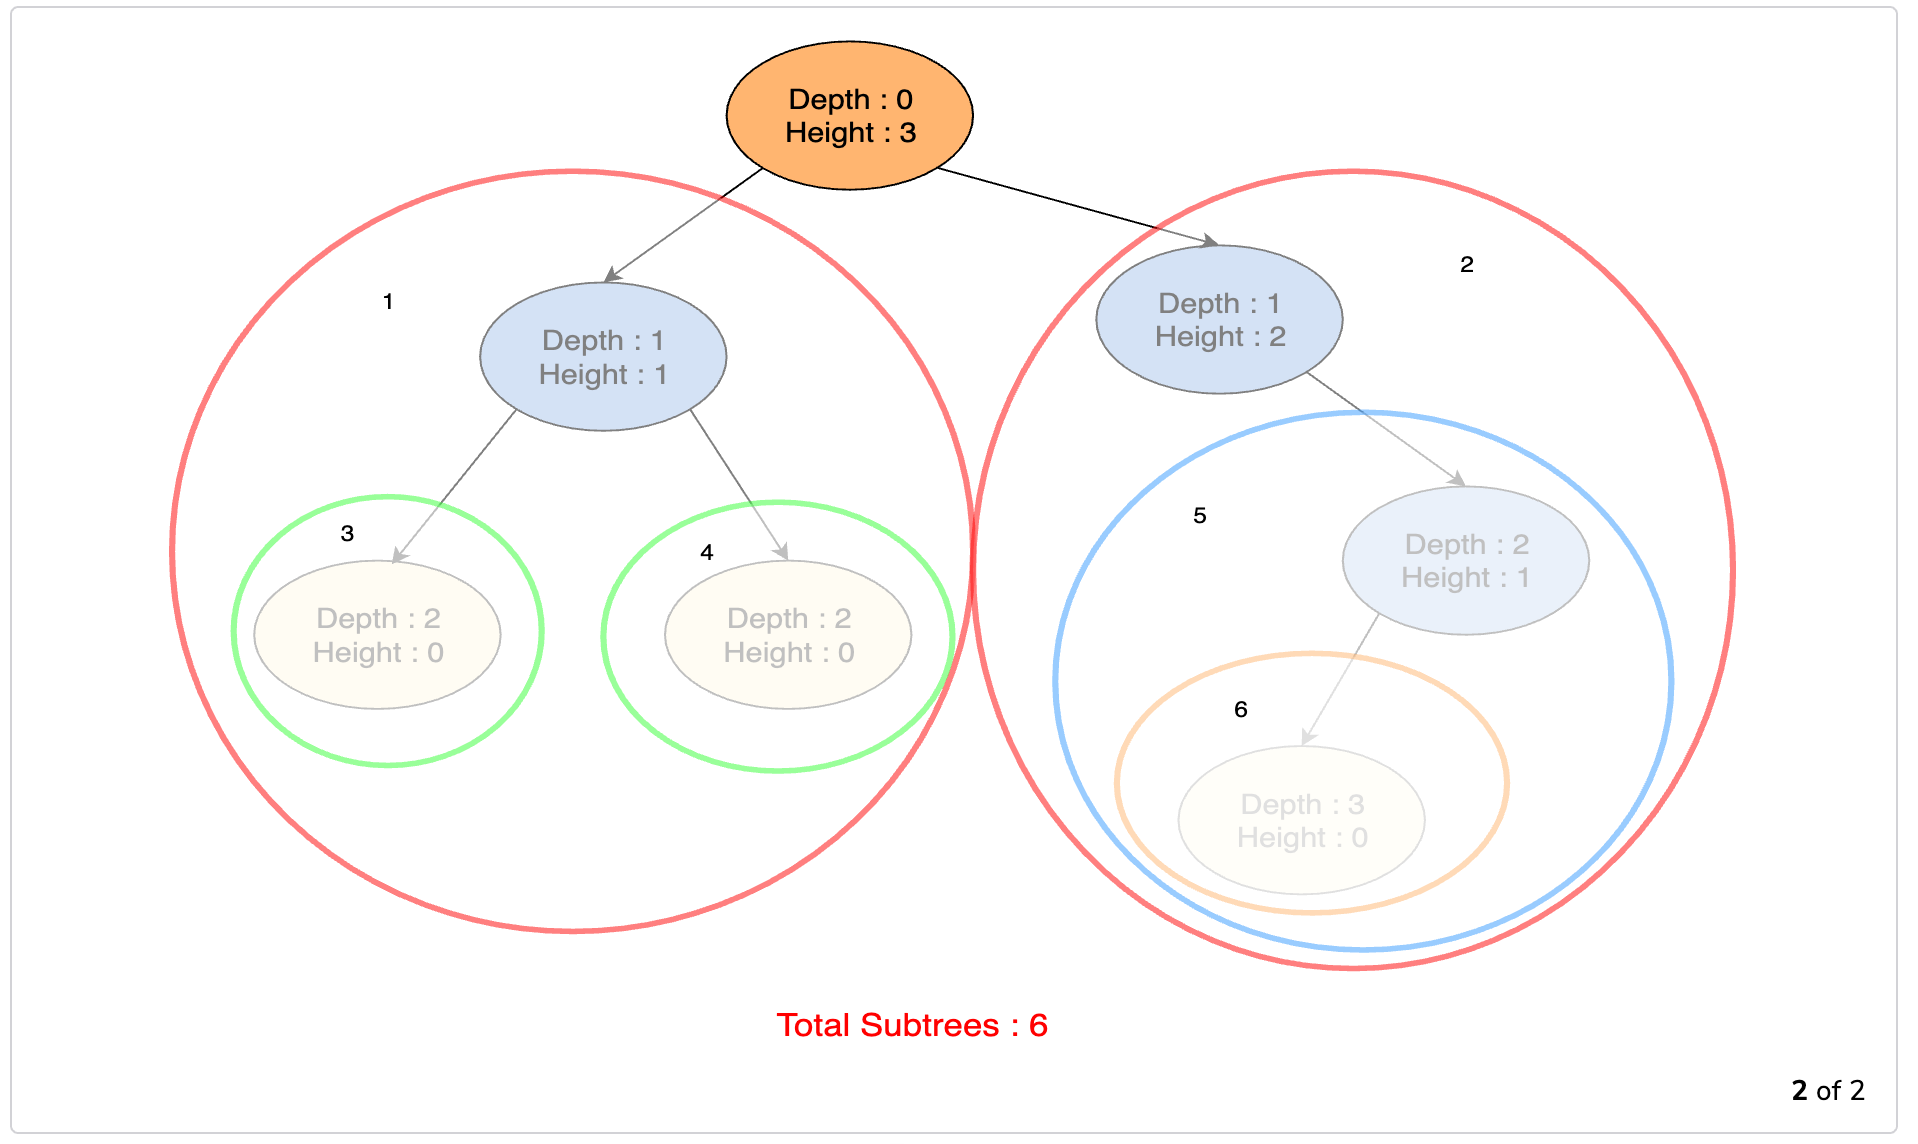 Depth : 0
Height : 3
1
2
Depth : 1
Height : 1
Depth : 1
Height : 2
3
4
5
Depth : 2
Height : 0
Depth : 2
Height : 0
Depth : 2
Height : 1
6
Depth : 3
Height : 0
Total Subtrees : 6
2 of 2